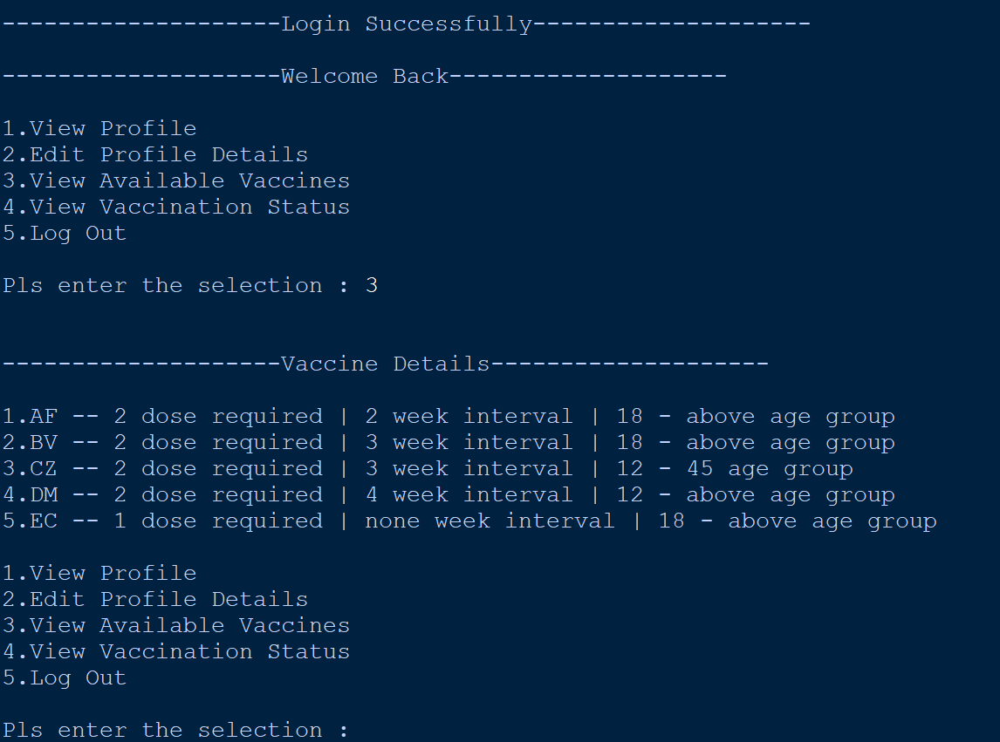 --------------------Login Successfully--------------------
--------------------Welcome Back--------------------
1.View Profile
2.Edit Profile Details
3.View Available Vaccines
4.View Vaccination Status
5.Log Out
Pls enter the selection : 3
--------------------Vaccine Details--------------------
1.AF -- 2 dose required | 2 week interval | 18 - above age group
2.BV -- 2 dose required | 3 week interval | 18 - above age group
3.CZ -- 2 dose required | 3 week interval | 12 - 45 age group
4.DM -- 2 dose required | 4 week interval | 12 - above age group
5.EC -- 1 dose required | none week interval | 18 - above age group
1.View Profile
2.Edit Profile Details
3.View Available Vaccines
4.View Vaccination Status
5.Log Out
Pls enter the selection :